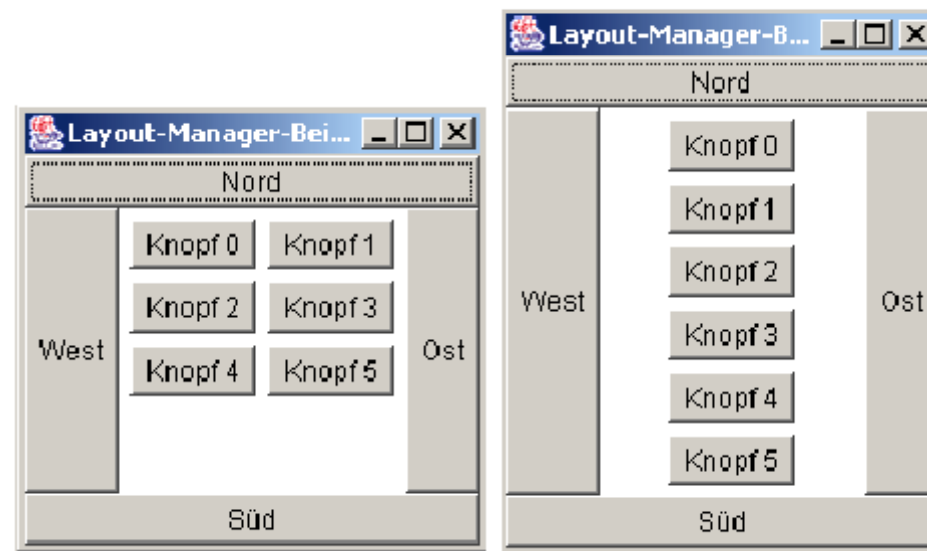 Layout-Manager-Bei...
Nord
West
Knopf 0 Knopf 1
Knopf 2 Knopf 3
Knopf 4 Knopf 5
Ost
Süd
Layout-Manager-B...
Nord
West
Knopf 0
Knopf 1
Knopf 2
Knopf 3
Knopf 4
Knopf 5
Ost
Süd